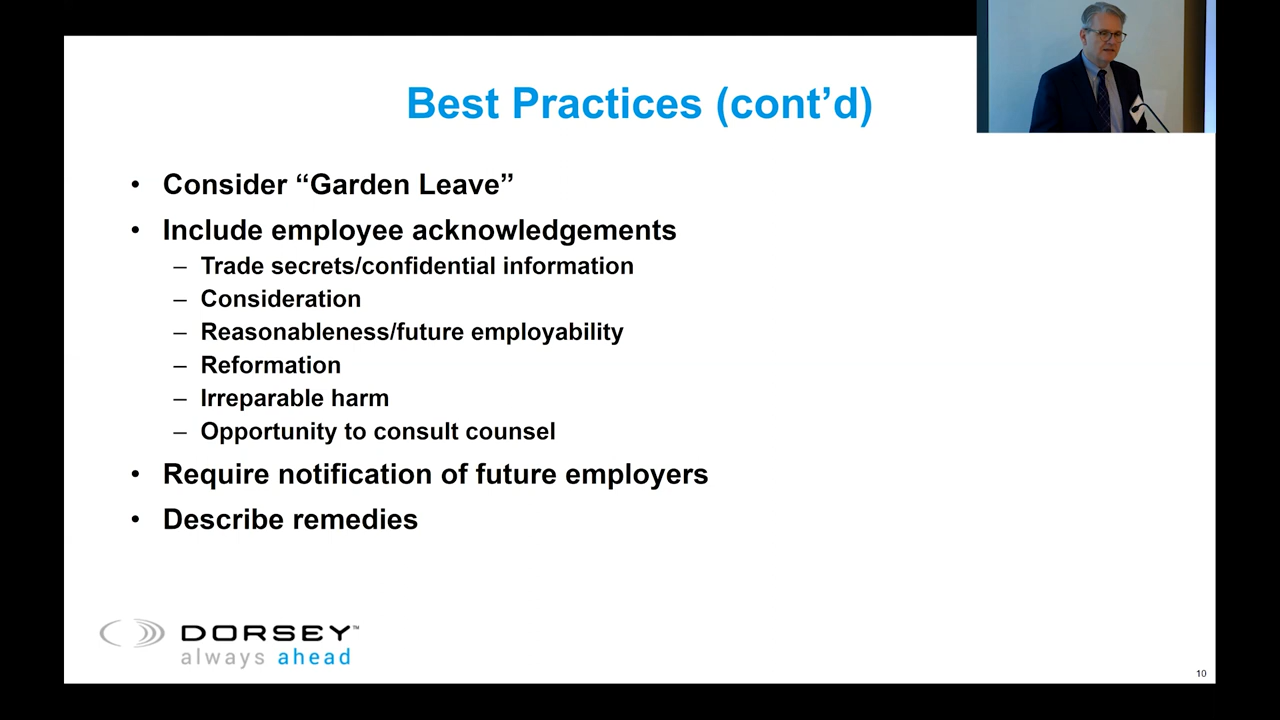 Best Practices (cont’d)
• Consider “Garden Leave”
• Include employee acknowledgements
– Trade secrets/confidential information
– Consideration
– Reasonableness/future employability
– Reformation
– Irreparable harm
– Opportunity to consult counsel
• Require notification of future employers
• Describe remedies
DORSEY™
always ahead
10